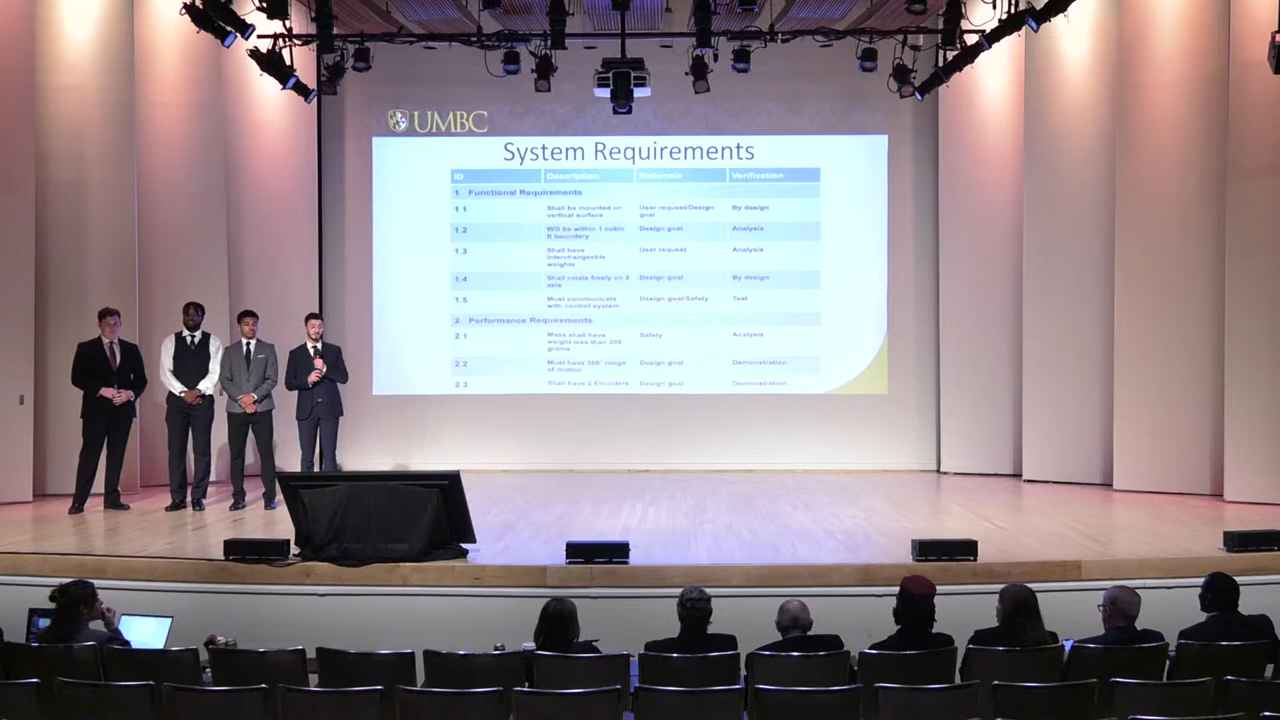 UMBC
System Requirements
ID Description Rationale Verification
1. Functional Requirements
1.1 Shall be mounted on User request/Design By design
vertical surface goal
1.2 Will be within 1 cubic Design goal Analysis
ft boundary
1.3 Shall have User request Analysis
interchangeable
weights
1.4 Shall rotate freely on 2 Design goal By design
axis
1.5 Must communicate Design goal/Safety Test
with control system
2. Performance Requirements
2.1 Mass shall have Safety Analysis
weight less than 200
grams
2.2 Must have 360° range Design goal Demonstration
of motion
2.3 Shall have 2 Encoders Design goal Demonstration